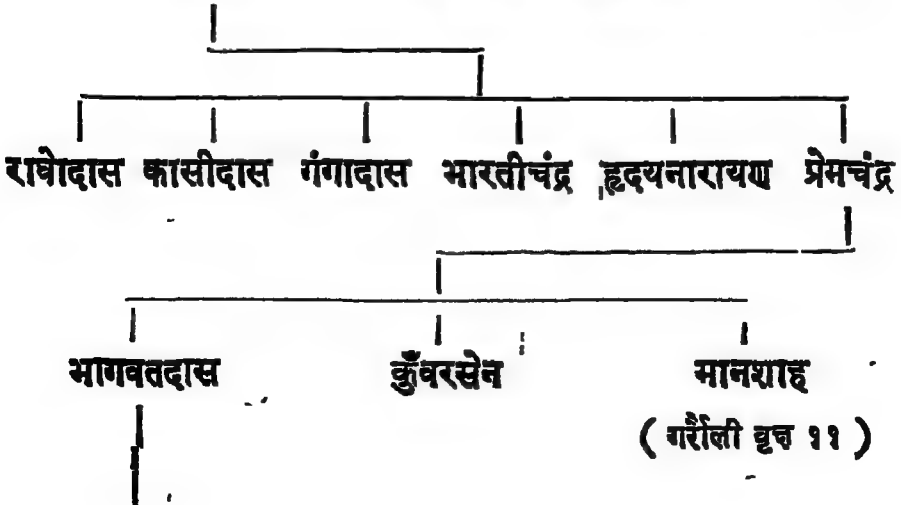 राघोदास कासीदास गंगादास भारतीचंद्र हृदयनारायण प्रेमचंद्र
भागवतदास कुँवरसेन मानशाह
( गर्रौली वृत्त ११ )